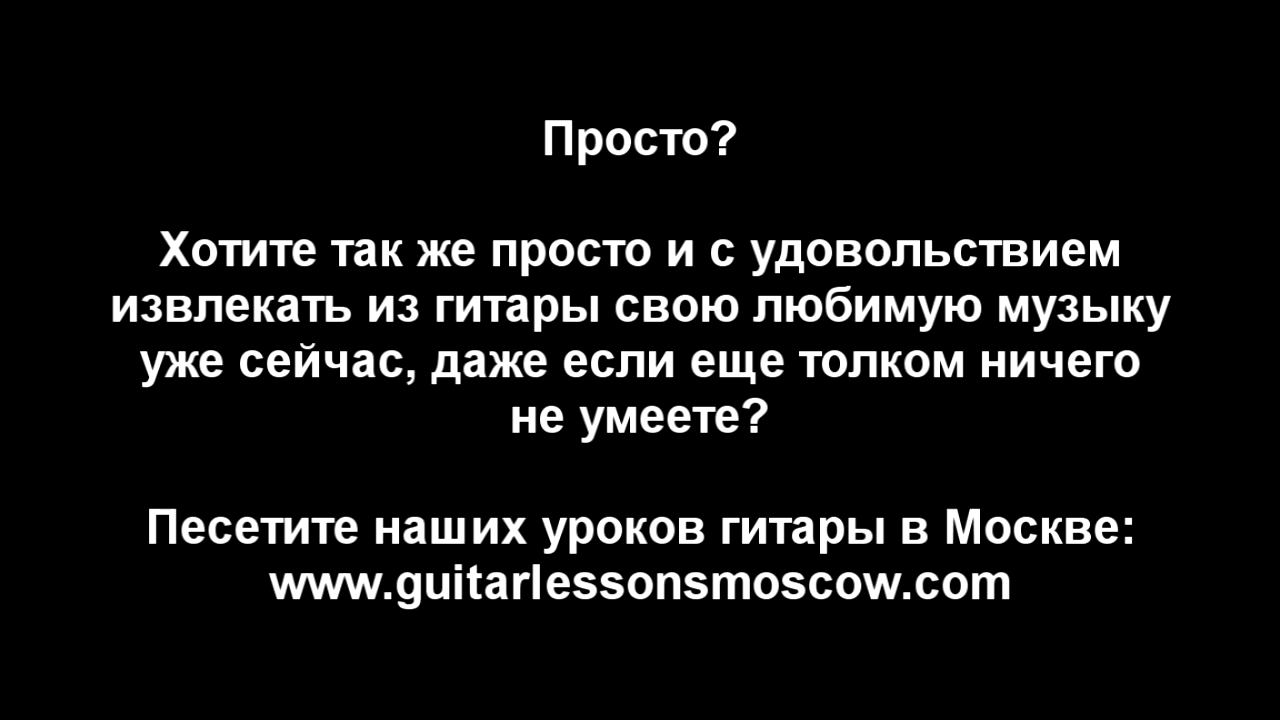 Просто?
Хотите так же просто и с удовольствием
извлекать из гитары свою любимую музыку
уже сейчас, даже если еще толком ничего
не умеете?
Песетите наших уроков гитары в Москве:
www.guitarlessonsmoscow.com